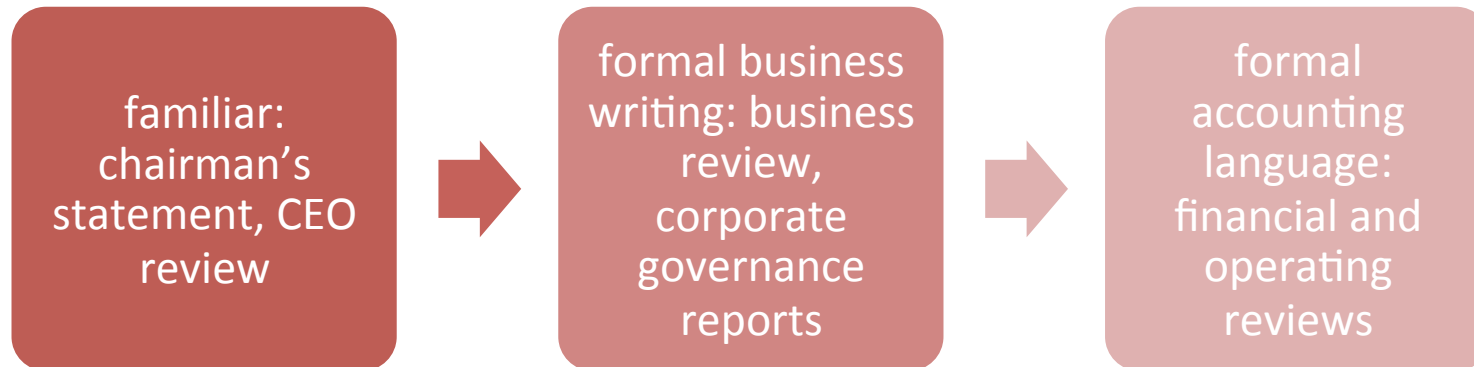 familiar:
chairman’s
statement, CEO
review
formal business
writing: business
review,
corporate
governance
reports
formal
accounting
language:
financial and
operating
reviews